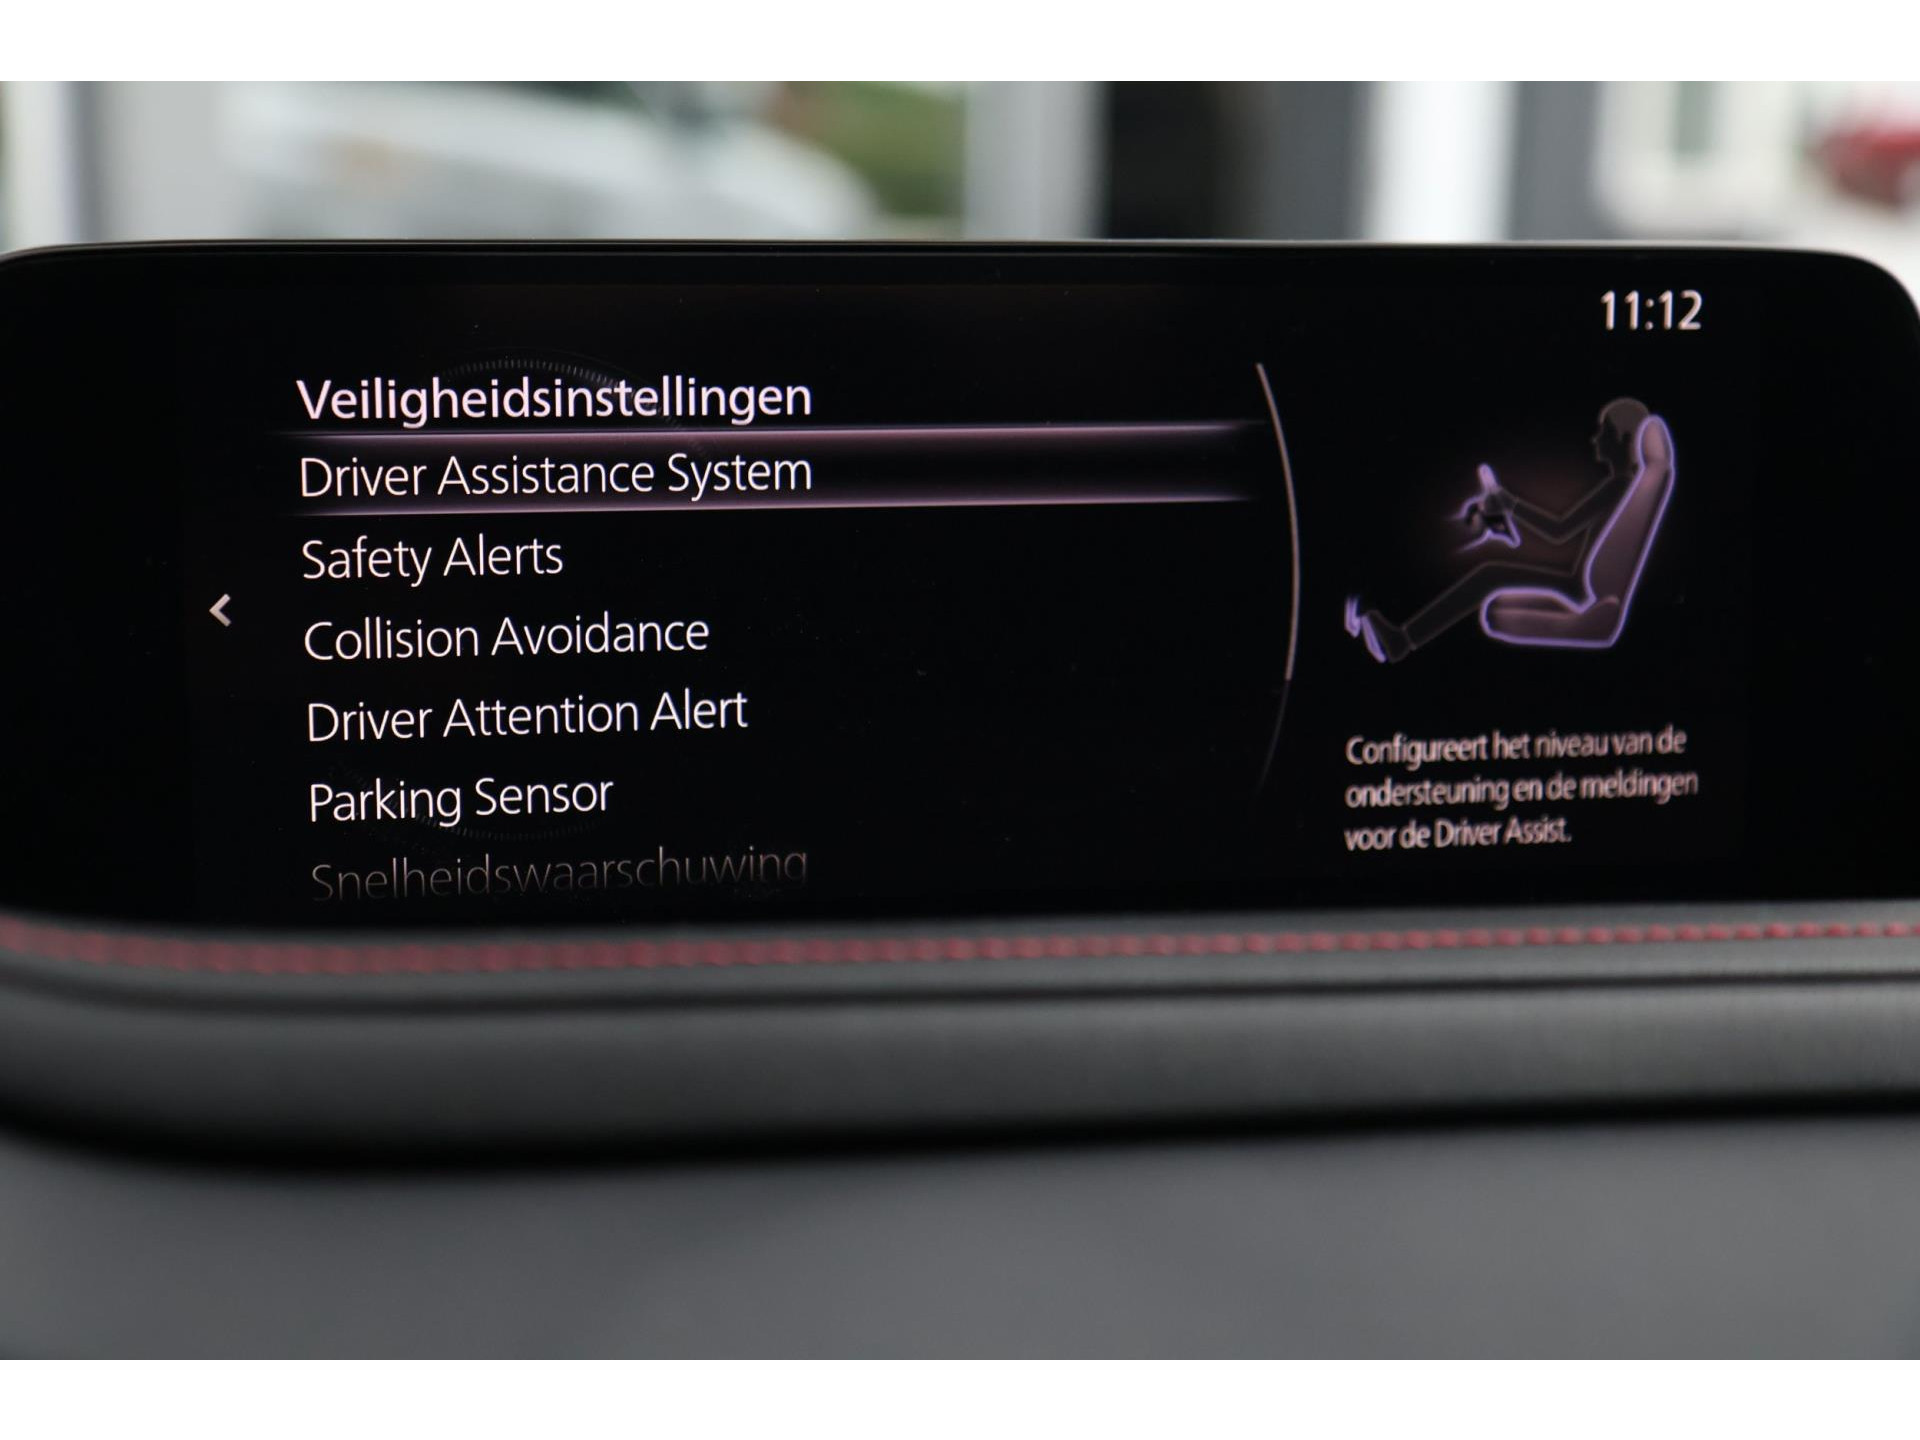 11:12
Veiligheidsinstellingen
Driver Assistance System
Safety Alerts
Collision Avoidance
Driver Attention Alert
Parking Sensor
Snelheidswaarschuwing
Configureert het niveau van de
ondersteuning en de meldingen
voor de Driver Assist.